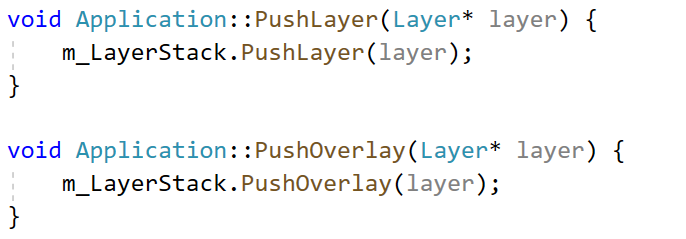 void Application::PushLayer(Layer* layer) {
    m_LayerStack.PushLayer(layer);
}
void Application::PushOverlay(Layer* layer) {
    m_LayerStack.PushOverlay(layer);
}